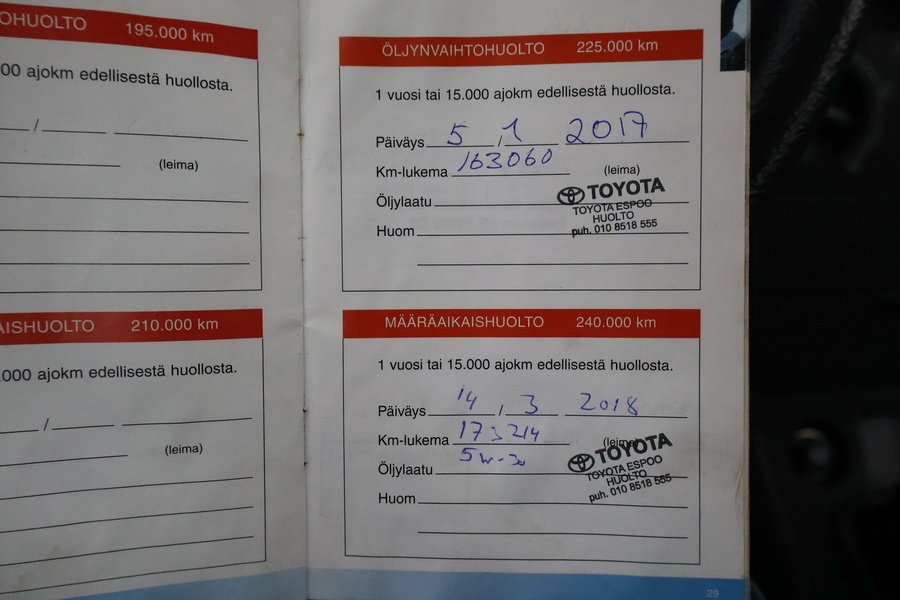 OHUOLTO 195.000 km
00 ajokm edellisestä huollosta.
/
(leima)
AISHUOLTO 210.000 km
.000 ajokm edellisestä huollosta.
/
(leima)
ÖLJYNVAIHTOHUOLTO 225.000 km
1 vuosi tai 15.000 ajokm edellisestä huollosta.
Päiväys 5 / 1 2017
Km-lukema 163060
(leima)
Öljylaatu
TOYOTA
TOYOTA ESPOO
HUOLTO
Huom
puh. 010 8518 555
MÄÄRÄAIKAISHUOLTO 240.000 km
1 vuosi tai 15.000 ajokm edellisestä huollosta.
Päiväys 14 / 3 2018
Km-lukema 173214
(leima)
Öljylaatu 5w-30
TOYOTA
TOYOTA ESPOO
HUOLTO
Huom
puh. 010 8518 555
29